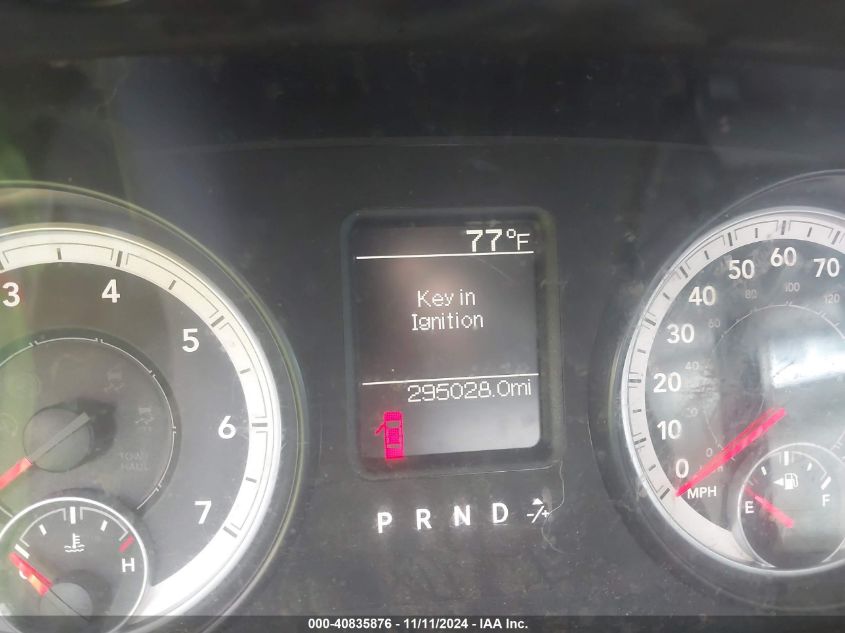 77°F
Key in
Ignition
295028.0mi
3 4 5 6 7
H
TOW/
HAUL
P R N D -/+
0 10 20 30 40 50 60 70
80 100 120
MPH
E F
000-40835876 - 11/11/2024 - IAA Inc.